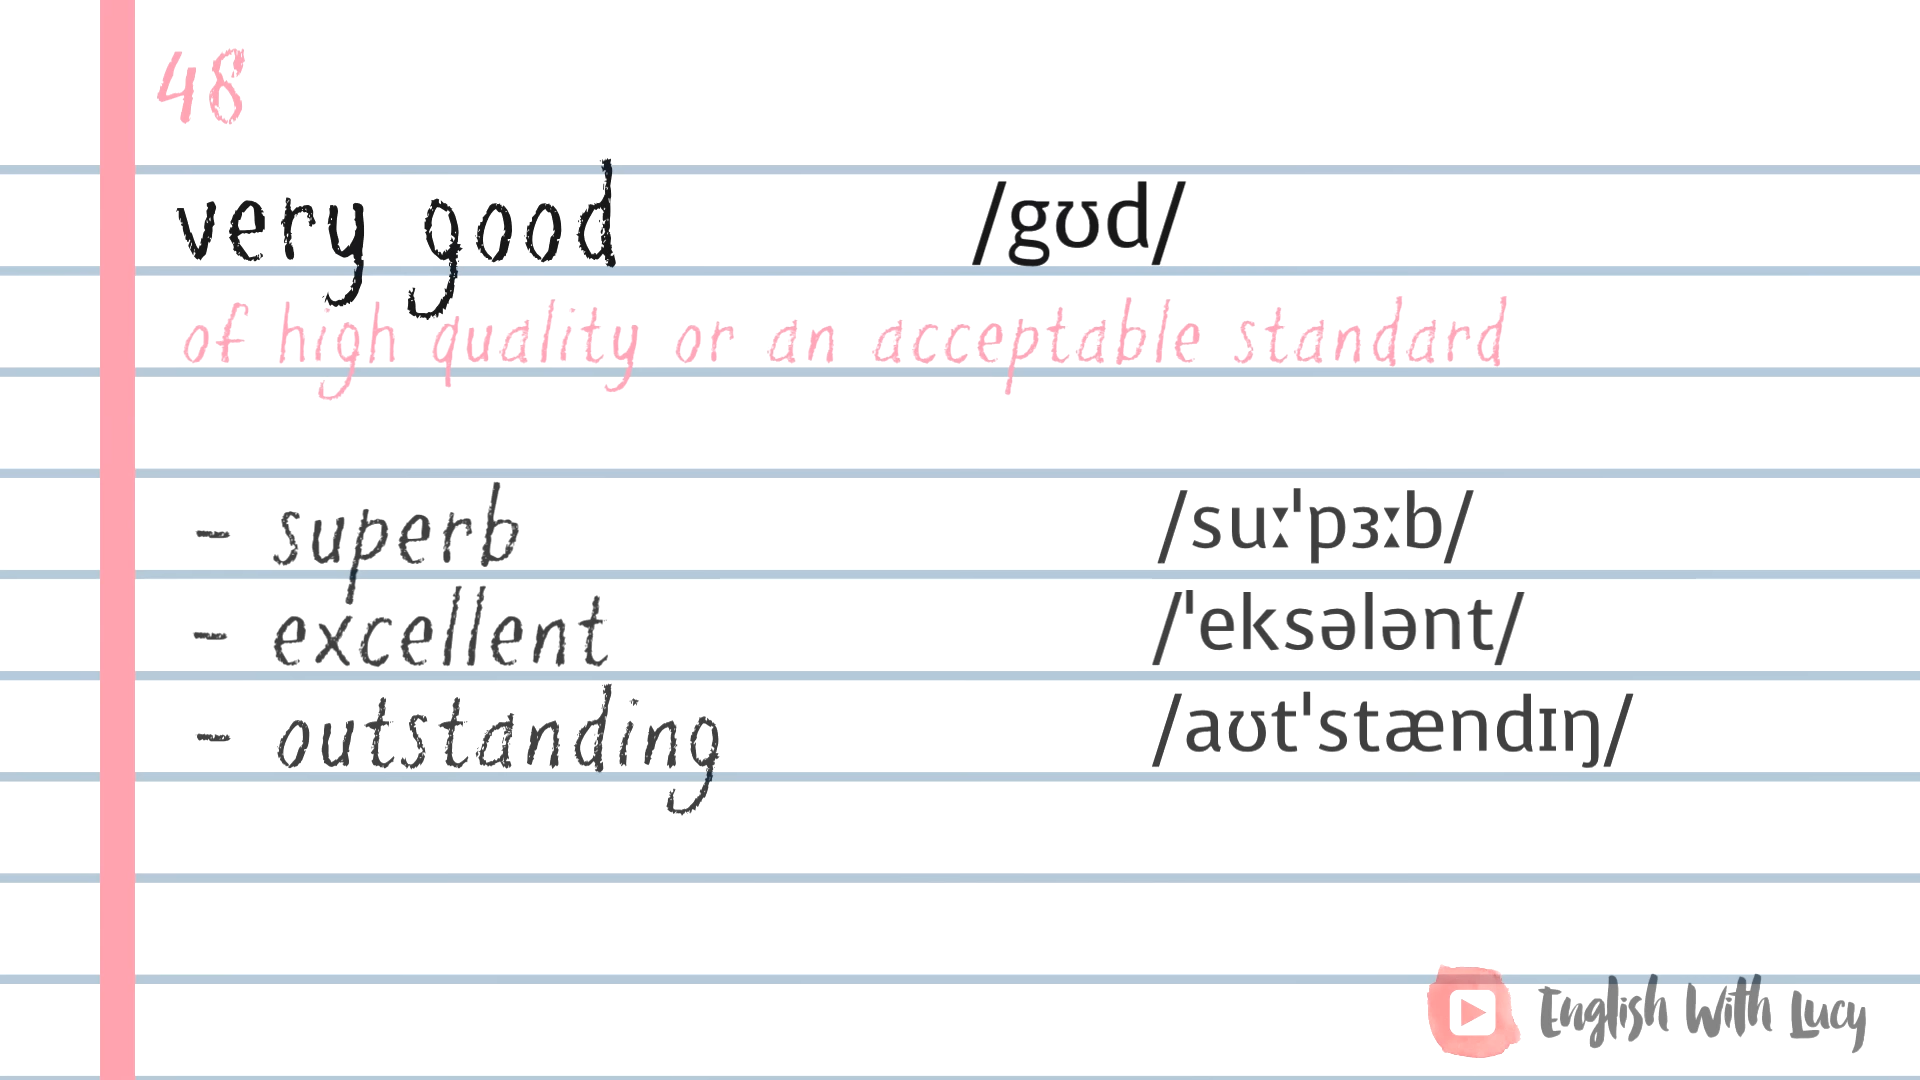 48
very good /ɡʊd/
of high quality or an acceptable standard
- superb /suːˈpɜːb/
- excellent /ˈeksələnt/
- outstanding /aʊtˈstændɪŋ/
English With Lucy